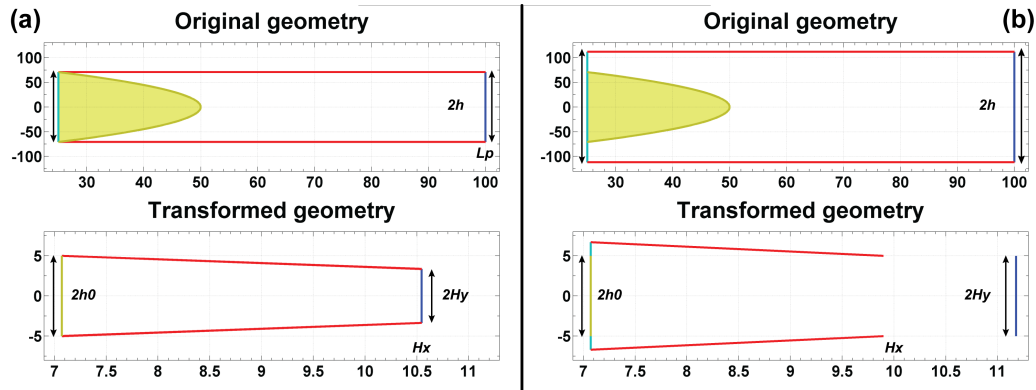 (a)
Original geometry
100
50
0
-50
-100
2h
Lp
30 40 50 60 70 80 90 100
Transformed geometry
5
0
-5
2h0
2Hy
Hx
7 7.5 8 8.5 9 9.5 10 10.5 11
(b)
Original geometry
100
50
0
-50
-100
2h
30 40 50 60 70 80 90 100
Transformed geometry
5
0
-5
2h0
2Hy
Hx
7 7.5 8 8.5 9 9.5 10 10.5 11